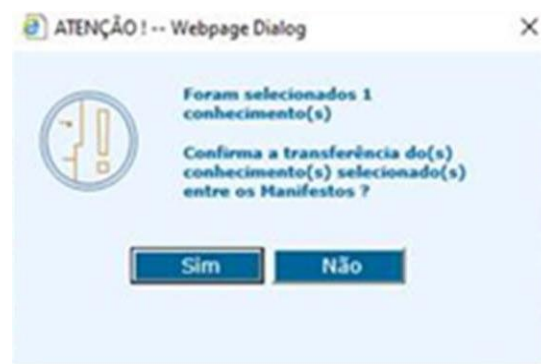 ATENÇÃO ! -- Webpage Dialog
Foram selecionados 1
conhecimento(s)
Confirma a transferência do(s)
conhecimento(s) selecionado(s)
entre os Manifestos ?
Sim Não